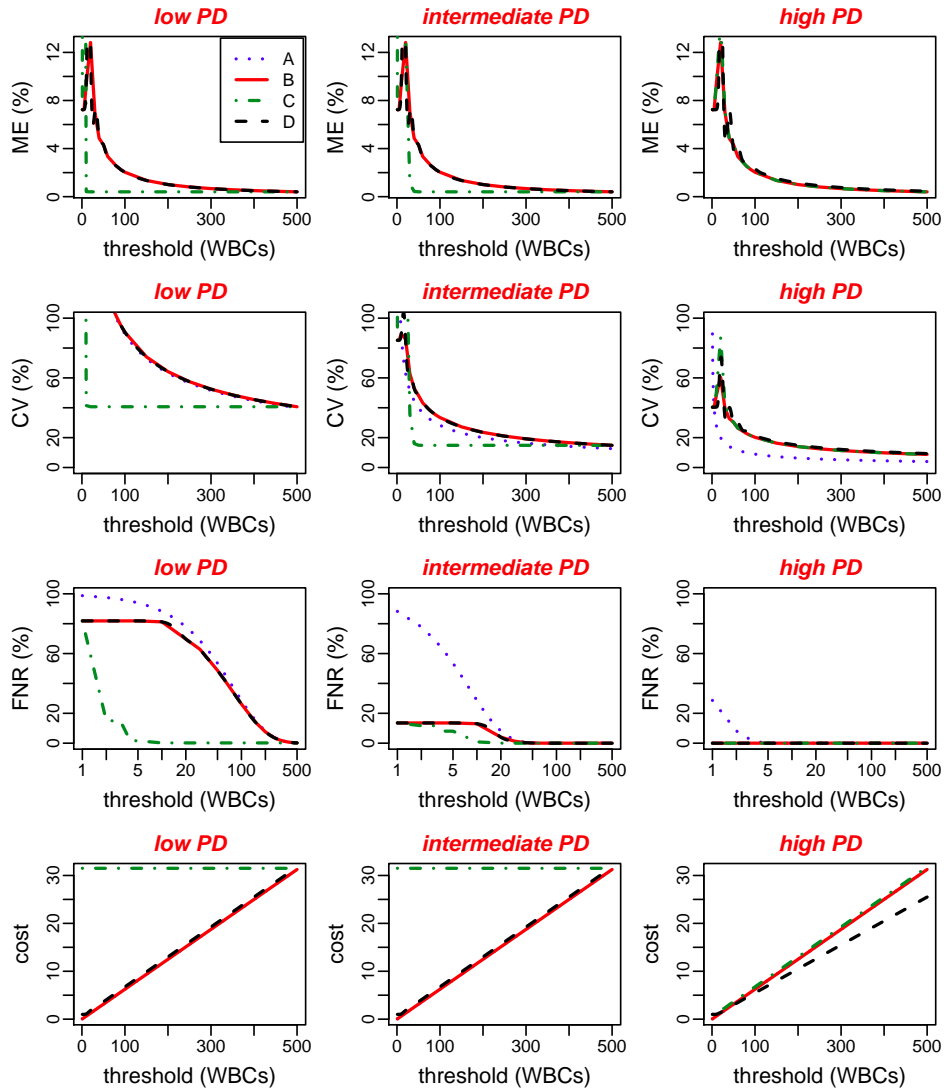 low PD
intermediate PD
high PD
ME (%)
0 4 8 12
A
B
C
D
0 100 300 500
threshold (WBCs)
ME (%)
0 4 8 12
0 100 300 500
threshold (WBCs)
ME (%)
0 4 8 12
0 100 300 500
threshold (WBCs)
low PD
intermediate PD
high PD
CV (%)
0 20 60 100
0 100 300 500
threshold (WBCs)
CV (%)
0 20 60 100
0 100 300 500
threshold (WBCs)
CV (%)
0 20 60 100
0 100 300 500
threshold (WBCs)
low PD
intermediate PD
high PD
FNR (%)
0 20 60 100
1 5 20 100 500
threshold (WBCs)
FNR (%)
0 20 60 100
1 5 20 100 500
threshold (WBCs)
FNR (%)
0 20 60 100
1 5 20 100 500
threshold (WBCs)
low PD
intermediate PD
high PD
cost
0 10 20 30
0 100 300 500
threshold (WBCs)
cost
0 10 20 30
0 100 300 500
threshold (WBCs)
cost
0 10 20 30
0 100 300 500
threshold (WBCs)